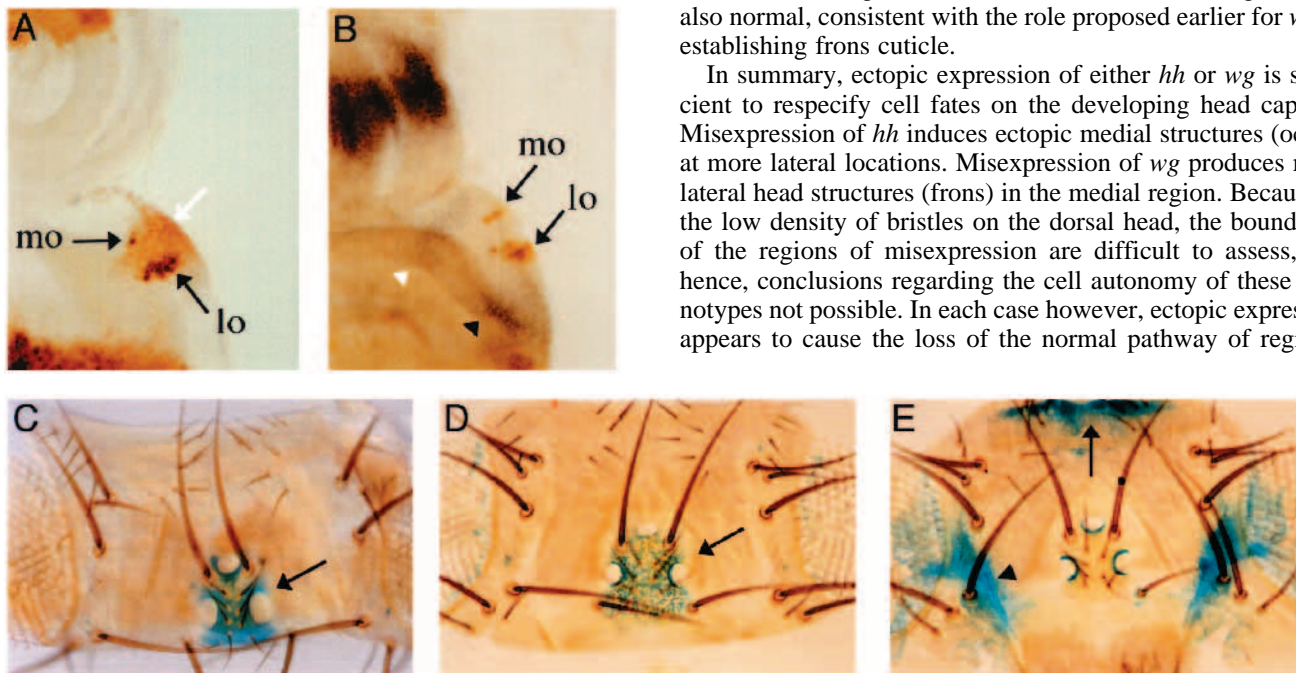 A
B
mo
lo
mo
lo
also normal, consistent with the role proposed earlier for w
establishing frons cuticle.
In summary, ectopic expression of either hh or wg is s
cient to respecify cell fates on the developing head cap
Misexpression of hh induces ectopic medial structures (oc
at more lateral locations. Misexpression of wg produces
lateral head structures (frons) in the medial region. Becau
the low density of bristles on the dorsal head, the bound
of the regions of misexpression are difficult to assess,
hence, conclusions regarding the cell autonomy of these
notypes not possible. In each case however, ectopic expres
appears to cause the loss of the normal pathway of regi
C
D
E